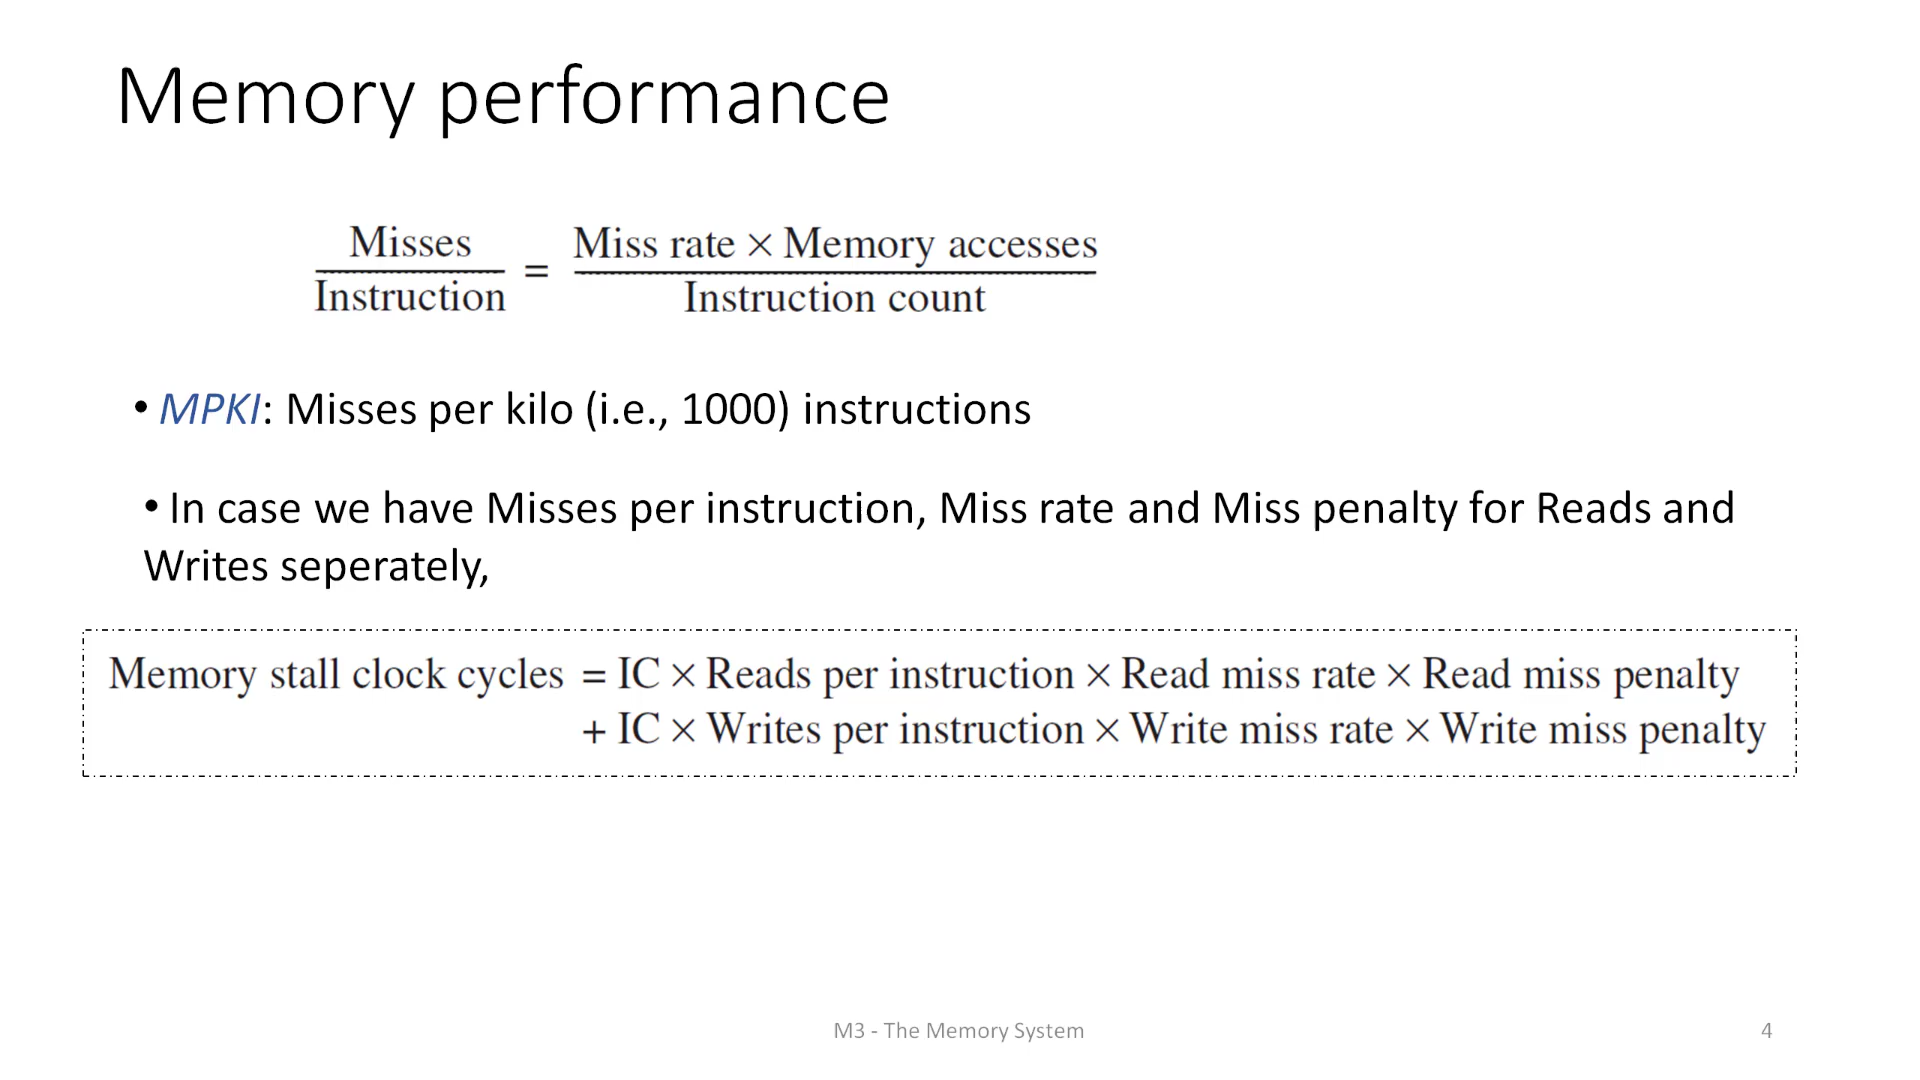 Memory performance
Misses / Instruction = Miss rate × Memory accesses / Instruction count
• MPKI: Misses per kilo (i.e., 1000) instructions
• In case we have Misses per instruction, Miss rate and Miss penalty for Reads and
Writes seperately,
Memory stall clock cycles = IC × Reads per instruction × Read miss rate × Read miss penalty
+ IC × Writes per instruction × Write miss rate × Write miss penalty
M3 - The Memory System
4